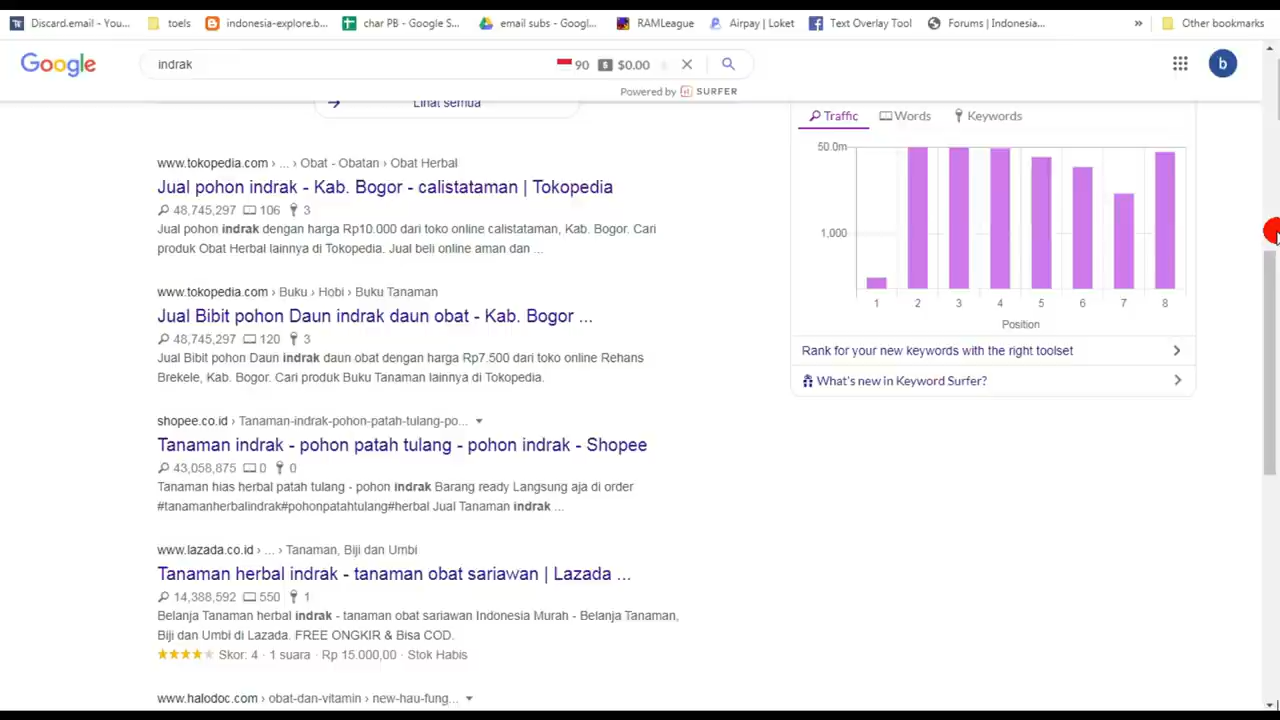 Discard.email - You...
toels
indonesia-explore.b...
char PB - Google S...
email subs - Googl...
RAMLeague
Airpay | Loket
Text Overlay Tool
Forums | Indonesia...
»
Other bookmarks
Google
indrak
90
$0.00
b
Powered by SURFER
Lihat semua
www.tokopedia.com › ... › Obat - Obatan › Obat Herbal
Jual pohon indrak - Kab. Bogor - calistataman | Tokopedia
48,745,297 106 3
Jual pohon indrak dengan harga Rp10.000 dari toko online calistataman, Kab. Bogor. Cari
produk Obat Herbal lainnya di Tokopedia. Jual beli online aman dan ...
www.tokopedia.com › Buku › Hobi › Buku Tanaman
Jual Bibit pohon Daun indrak daun obat - Kab. Bogor ...
48,745,297 120 3
Jual Bibit pohon Daun indrak daun obat dengan harga Rp7.500 dari toko online Rehans
Brekele, Kab. Bogor. Cari produk Buku Tanaman lainnya di Tokopedia.
shopee.co.id › Tanaman-indrak-pohon-patah-tulang-po...
Tanaman indrak - pohon patah tulang - pohon indrak - Shopee
43,058,875 0 0
Tanaman hias herbal patah tulang - pohon indrak Barang ready Langsung aja di order
#tanamanherbalindrak#pohonpatahtulang#herbal Jual Tanaman indrak ...
www.lazada.co.id › ... › Tanaman, Biji dan Umbi
Tanaman herbal indrak - tanaman obat sariawan | Lazada ...
14,388,592 550 1
Belanja Tanaman herbal indrak - tanaman obat sariawan Indonesia Murah - Belanja Tanaman,
Biji dan Umbi di Lazada. FREE ONGKIR & Bisa COD.
Skor: 4 · 1 suara · Rp 15.000,00 · Stok Habis
www.halodoc.com › obat-dan-vitamin › new-hau-fung...
Traffic Words Keywords
50.0m
1,000
1 2 3 4 5 6 7 8
Position
Rank for your new keywords with the right toolset
What's new in Keyword Surfer?